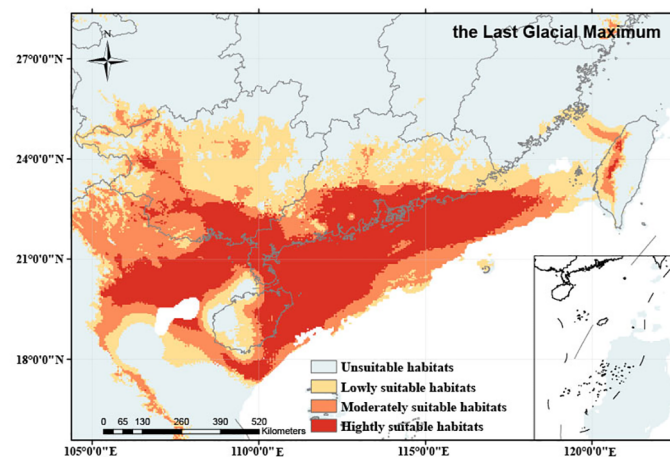 the Last Glacial Maximum
N
27°0'0"N
24°0'0"N
21°0'0"N
18°0'0"N
Unsuitable habitats
Lowly suitable habitats
Moderately suitable habitats
Hightly suitable habitats
0 65 130 260 390 520
Kilometers
105°0'0"E 110°0'0"E 115°0'0"E 120°0'0"E